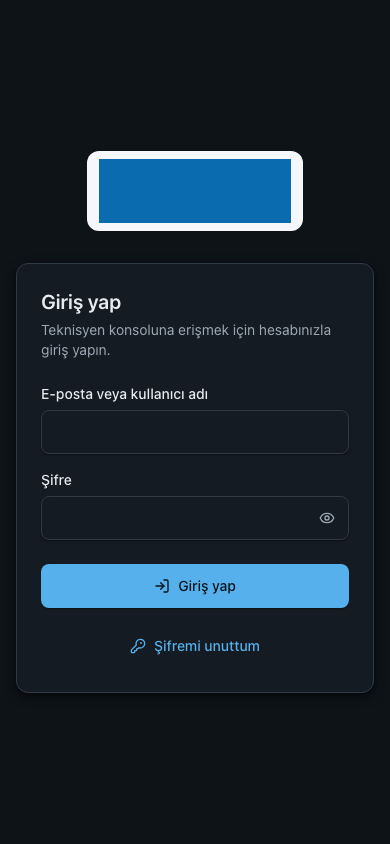 Giriş yap
Teknisyen konsoluna erişmek için hesabınızla
giriş yapın.
E-posta veya kullanıcı adı
Şifre
Giriş yap
Şifremi unuttum